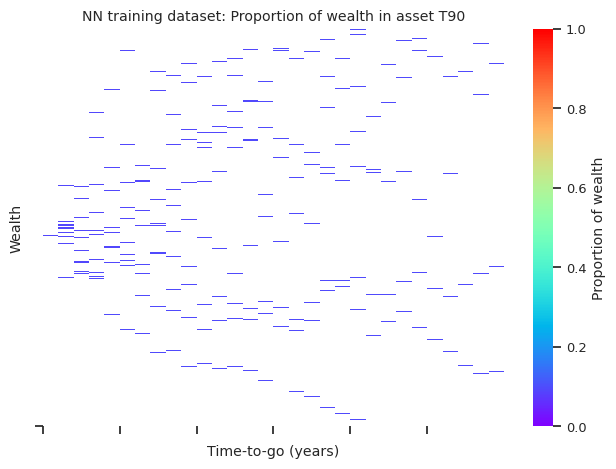 NN training dataset: Proportion of wealth in asset T90
Wealth
Time-to-go (years)
1.0
0.8
0.6
0.4
0.2
0.0
Proportion of wealth